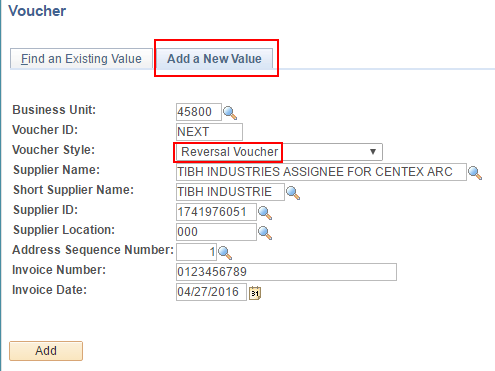 Voucher
Find an Existing Value
Add a New Value
Business Unit: 45800
Voucher ID: NEXT
Voucher Style: Reversal Voucher
Supplier Name: TIBH INDUSTRIES ASSIGNEE FOR CENTEX ARC
Short Supplier Name: TIBH INDUSTRIE
Supplier ID: 1741976051
Supplier Location: 000
Address Sequence Number: 1
Invoice Number: 0123456789
Invoice Date: 04/27/2016 31
Add